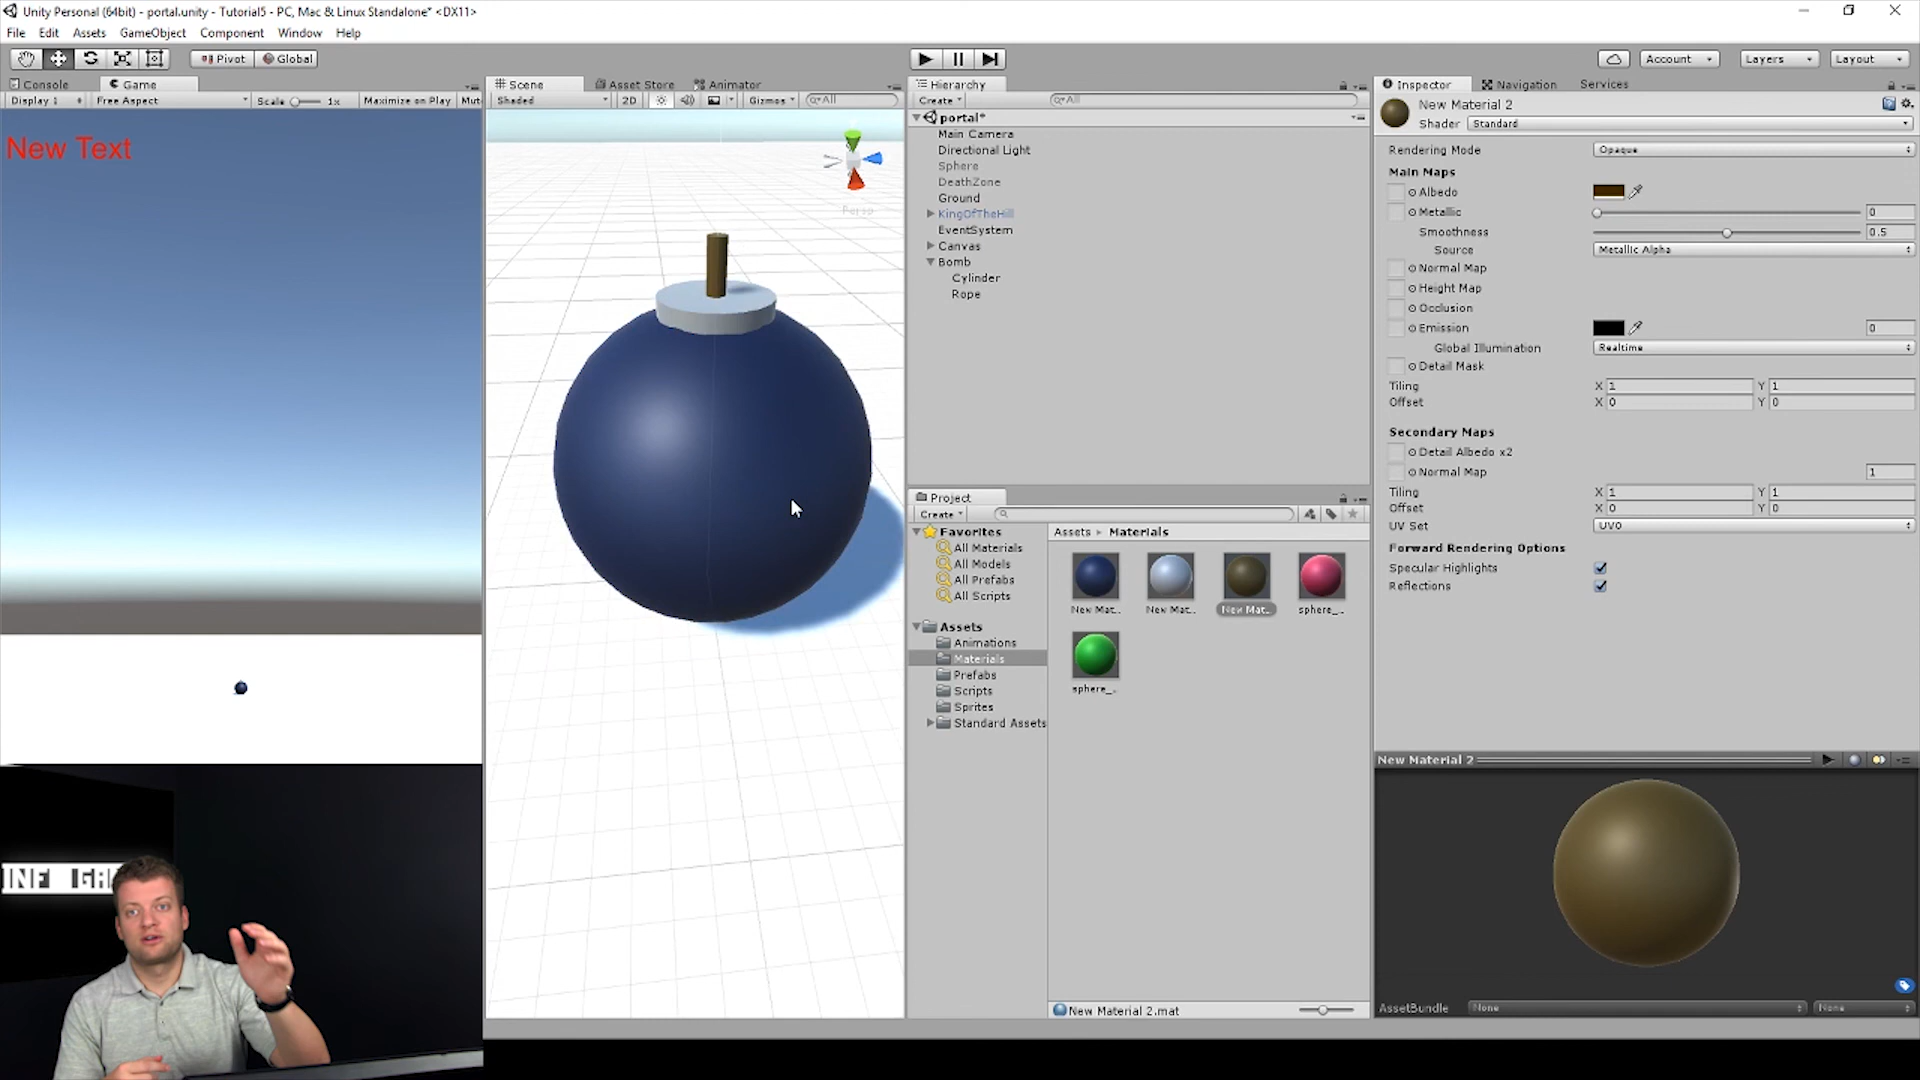 Unity Personal (64bit) - portal.unity - Tutorial5 - PC, Mac & Linux Standalone* <DX11>
File Edit Assets GameObject Component Window Help
Pivot Global
Account Layers Layout
Console Game
Display 1 Free Aspect Scale 1x Maximize on Play Mut
New Text
Scene Asset Store Animator
Shaded 2D Gizmos All
Persp
Hierarchy
Create All
portal*
Main Camera
Directional Light
Sphere
DeathZone
Ground
KingOfTheHill
EventSystem
Canvas
Bomb
Cylinder
Rope
Project
Create
Favorites
All Materials
All Models
All Prefabs
All Scripts
Assets
Animations
Materials
Prefabs
Scripts
Sprites
Standard Assets
Assets Materials
New Mat.. New Mat.. New Mat.. sphere_..
sphere_..
New Material 2.mat
Inspector Navigation Services
New Material 2
Shader Standard
Rendering Mode Opaque
Main Maps
Albedo
Metallic 0
Smoothness 0.5
Source Metallic Alpha
Normal Map
Height Map
Occlusion
Emission 0
Global Illumination Realtime
Detail Mask
Tiling X 1 Y 1
Offset X 0 Y 0
Secondary Maps
Detail Albedo x2
Normal Map 1
Tiling X 1 Y 1
Offset X 0 Y 0
UV Set UV0
Forward Rendering Options
Specular Highlights
Reflections
New Material 2
AssetBundle None None
INF GA